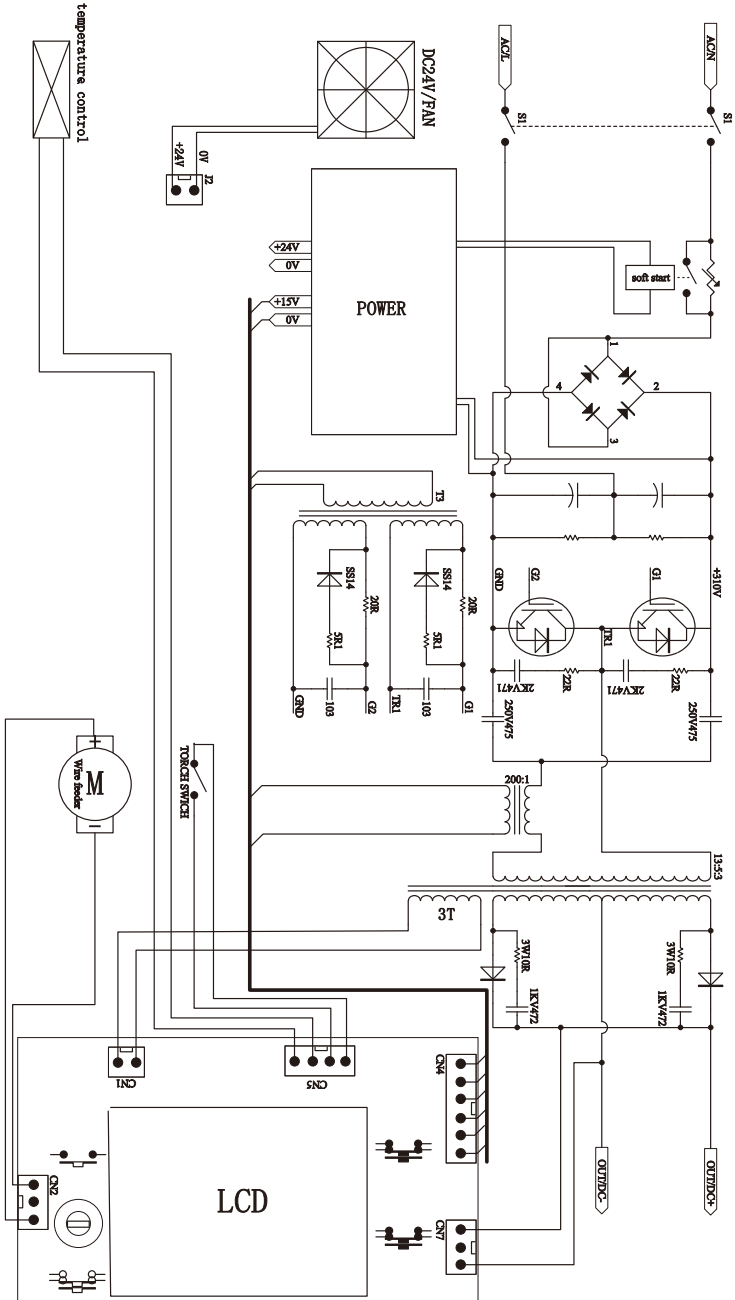 temperature control
DC24V/FAN
AC/L
AC/N
S1
S1
0V
+24V
J2
+24V
0V
+15V
0V
POWER
soft start
1
4
2
3
T3
SS14
20R
5R1
103
GND
G2
SS14
20R
5R1
103
TR1
G1
GND
+310V
G2
G1
TR1
22R
2KV471
22R
2KV471
250V475
250V475
200:1
13:5:3
3T
TORCH SWICH
+
M
Wire feeder
−
3W10R
1KV472
3W10R
1KV472
CN1
CN5
CN4
CN7
CN2
LCD
OUT/DC-
OUT/DC+